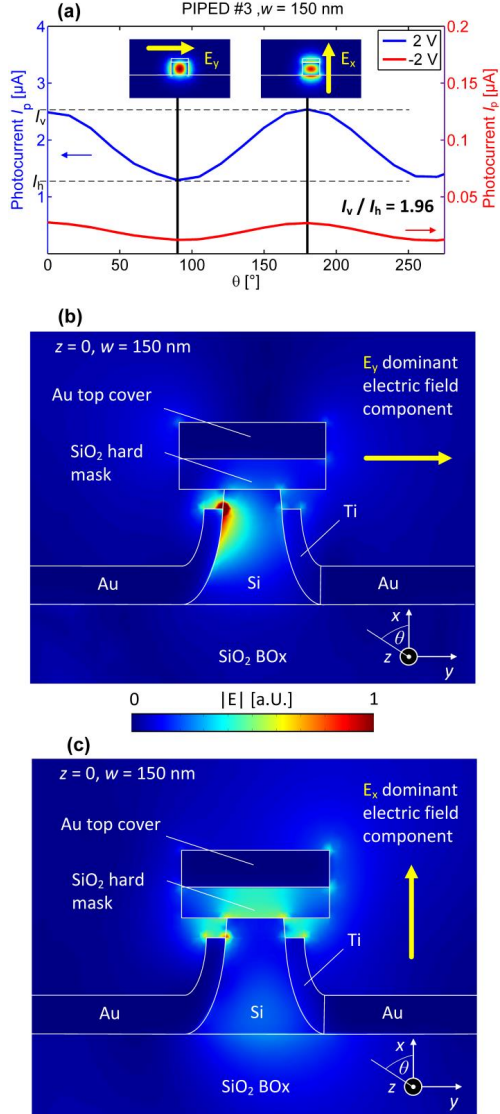 (a)
PIPED #3 ,w = 150 nm
Photocurrent Ip [µA]
4
3
2
1
Iv
Ih
Ey
Ex
2 V
-2 V
Iv / Ih = 1.96
0.2
0.15
0.1
0.05
Photocurrent Ip [µA]
0
50
100
150
200
250
θ [°]
(b)
z = 0, w = 150 nm
Au top cover
SiO2 hard
mask
Ey dominant
electric field
component
Ti
Au
Si
Au
SiO2 BOx
x
θ
z
y
0
|E| [a.U.]
1
(c)
z = 0, w = 150 nm
Au top cover
SiO2 hard
mask
Ex dominant
electric field
component
Ti
Au
Si
Au
SiO2 BOx
x
θ
z
y